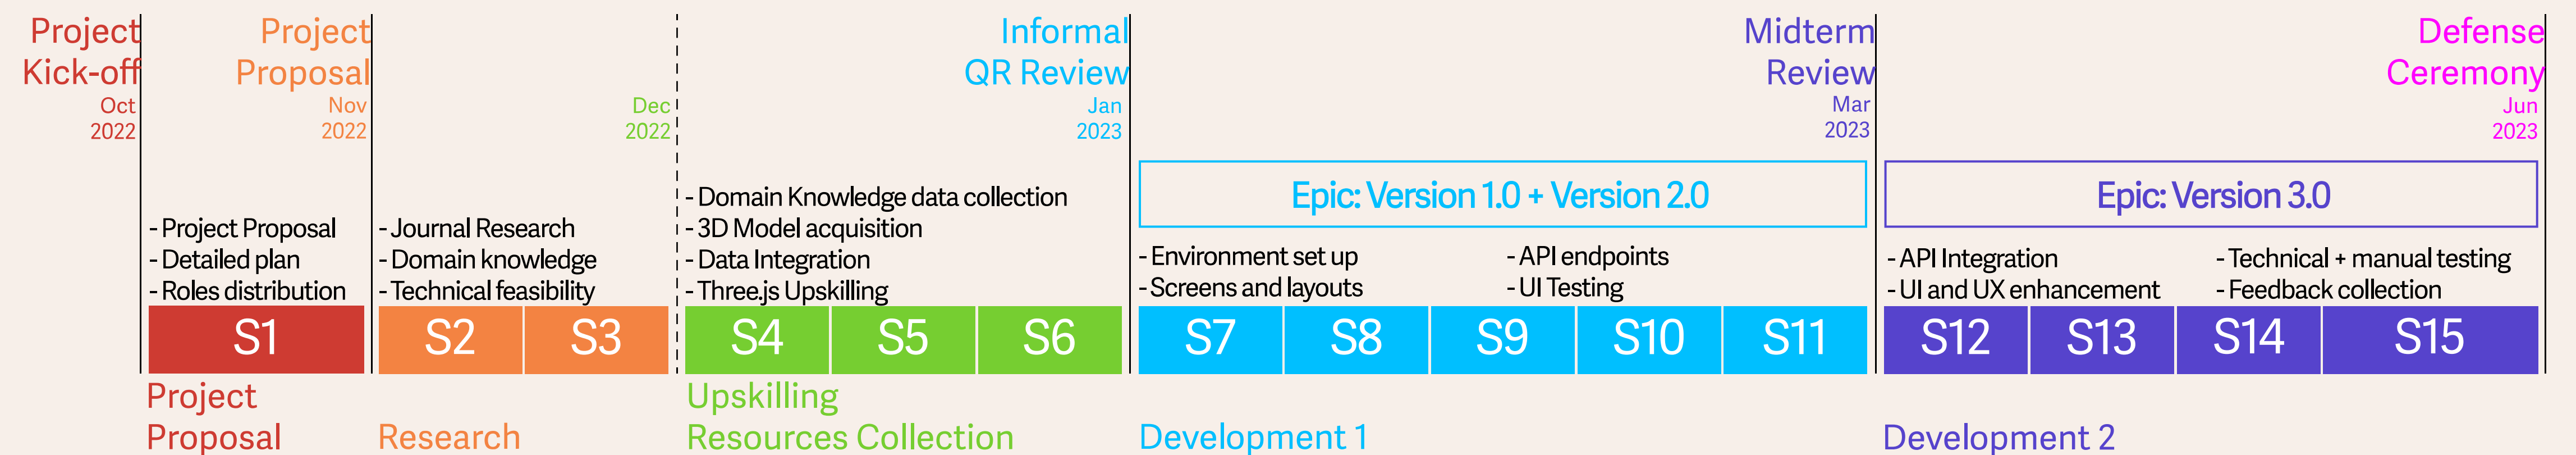 Project
Kick-off
Oct
2022
Project
Proposal
Nov
2022
Dec
2022
Informal
QR Review
Jan
2023
Midterm
Review
Mar
2023
Defense
Ceremony
Jun
2023
- Project Proposal
- Detailed plan
- Roles distribution
- Journal Research
- Domain knowledge
- Technical feasibility
- Domain Knowledge data collection
- 3D Model acquisition
- Data Integration
- Three.js Upskilling
Epic: Version 1.0 + Version 2.0
- Environment set up
- Screens and layouts
- API endpoints
- UI Testing
Epic: Version 3.0
- API Integration
- UI and UX enhancement
- Technical + manual testing
- Feedback collection
S1
S2
S3
S4
S5
S6
S7
S8
S9
S10
S11
S12
S13
S14
S15
Project
Proposal
Research
Upskilling
Resources Collection
Development 1
Development 2